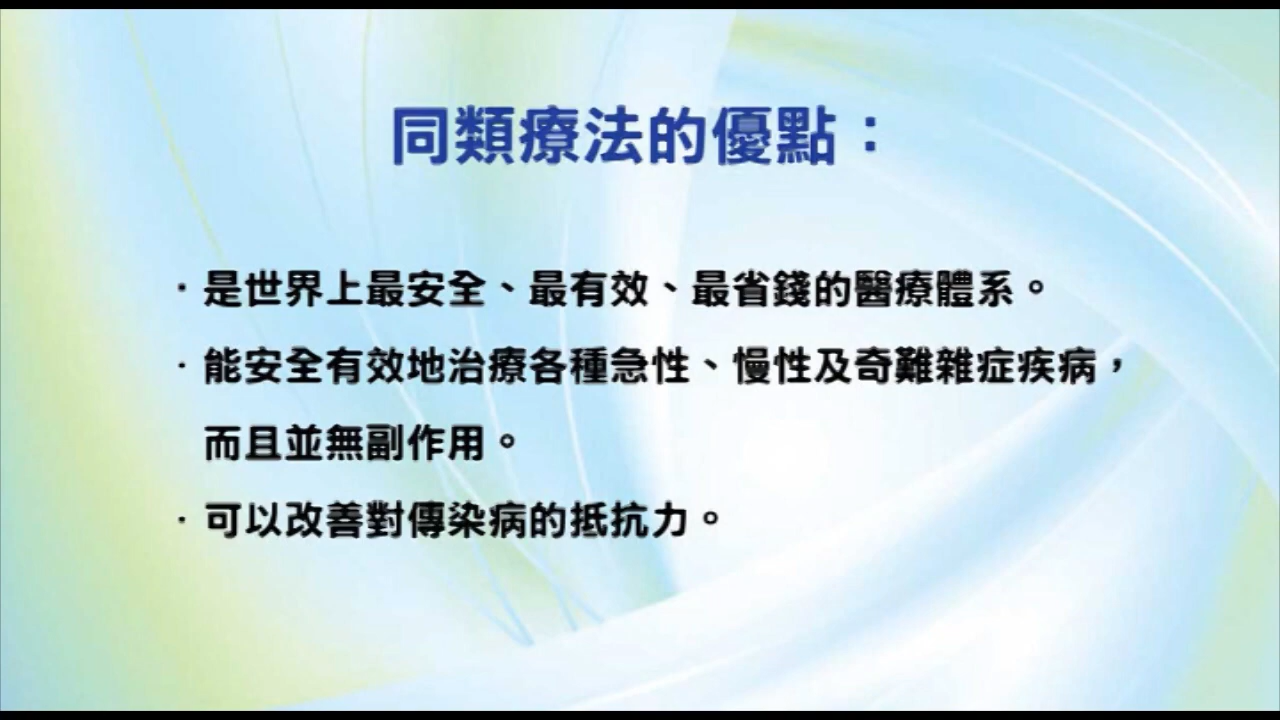 同類療法的優點：
·是世界上最安全、最有效、最省錢的醫療體系。
·能安全有效地治療各種急性、慢性及奇難雜症疾病，
而且並無副作用。
·可以改善對傳染病的抵抗力。